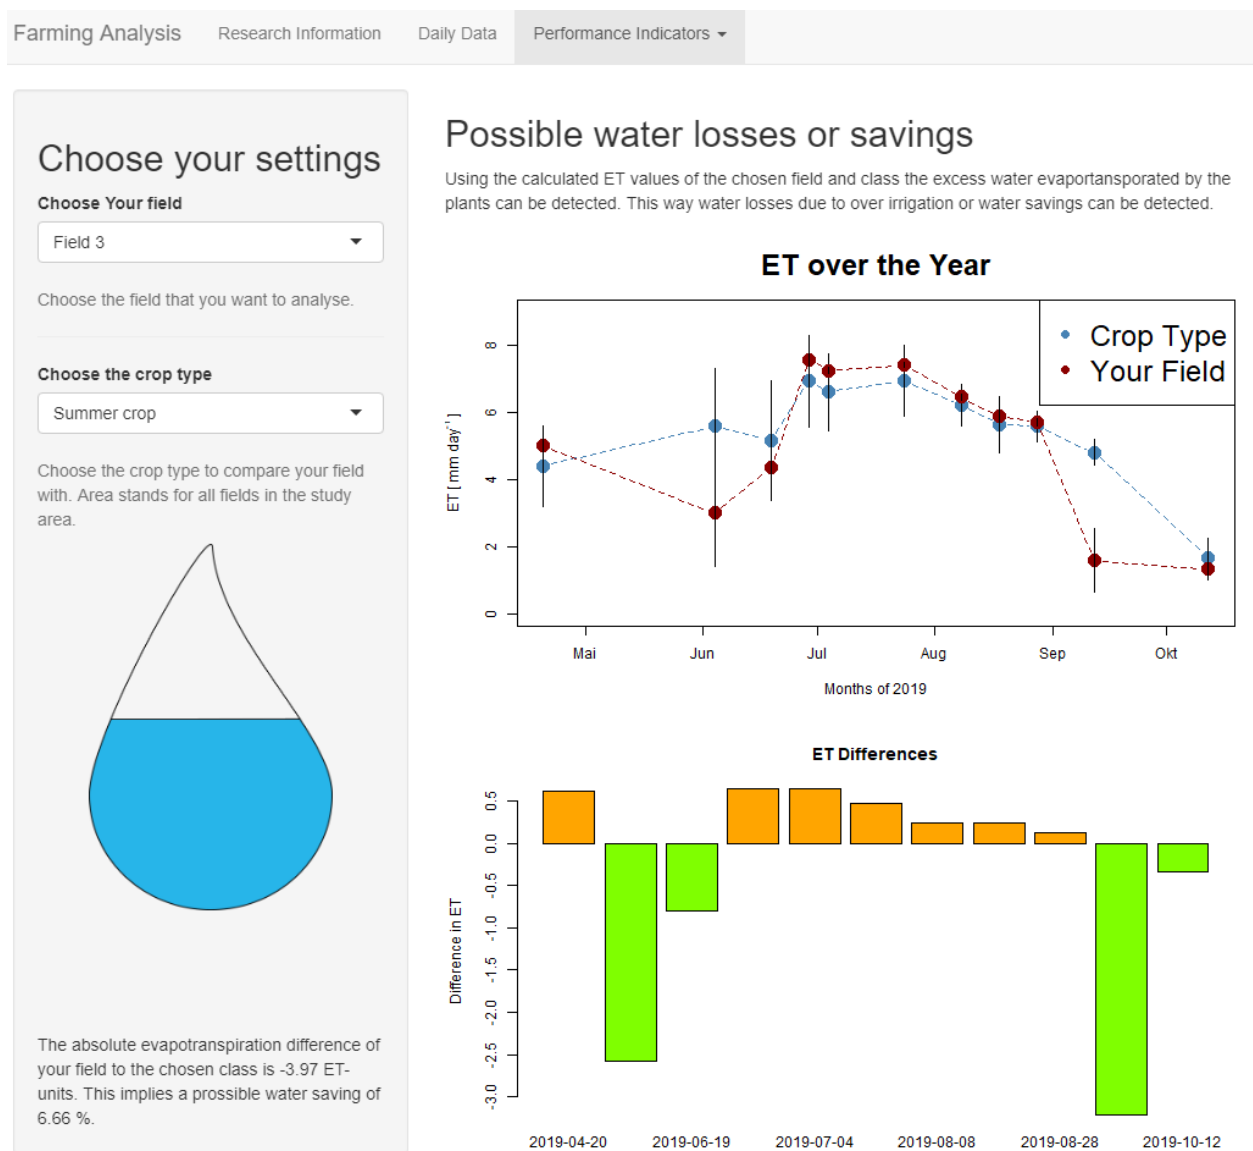 Farming Analysis Research Information Daily Data Performance Indicators
Choose your settings
Choose Your field
Field 3
Choose the field that you want to analyse.
Choose the crop type
Summer crop
Choose the crop type to compare your field
with. Area stands for all fields in the study
area.
The absolute evapotranspiration difference of
your field to the chosen class is -3.97 ET-
units. This implies a prossible water saving of
6.66 %.
Possible water losses or savings
Using the calculated ET values of the chosen field and class the excess water evaportansporated by the
plants can be detected. This way water losses due to over irrigation or water savings can be detected.
ET over the Year
Crop Type
Your Field
ET [ mm day⁻¹ ]
8
6
4
2
0
Mai Jun Jul Aug Sep Okt
Months of 2019
ET Differences
Difference in ET
0.5
0.0
-0.5
-1.0
-1.5
-2.0
-2.5
-3.0
2019-04-20 2019-06-19 2019-07-04 2019-08-08 2019-08-28 2019-10-12